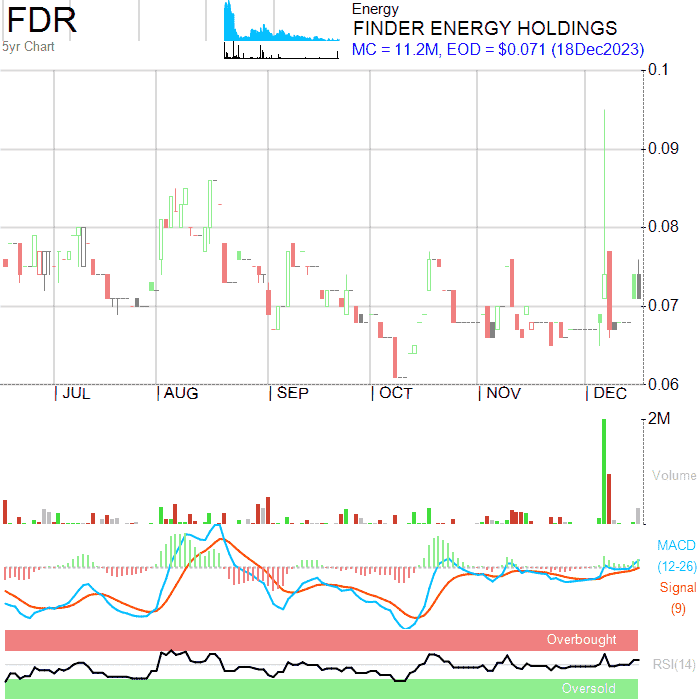 FDR
5yr Chart
Energy
FINDER ENERGY HOLDINGS
MC = 11.2M, EOD = $0.071 (18Dec2023)
0.1
0.09
0.08
0.07
0.06
JUL AUG SEP OCT NOV DEC
2M
Volume
MACD
(12-26)
Signal
(9)
Overbought
RSI(14)
Oversold